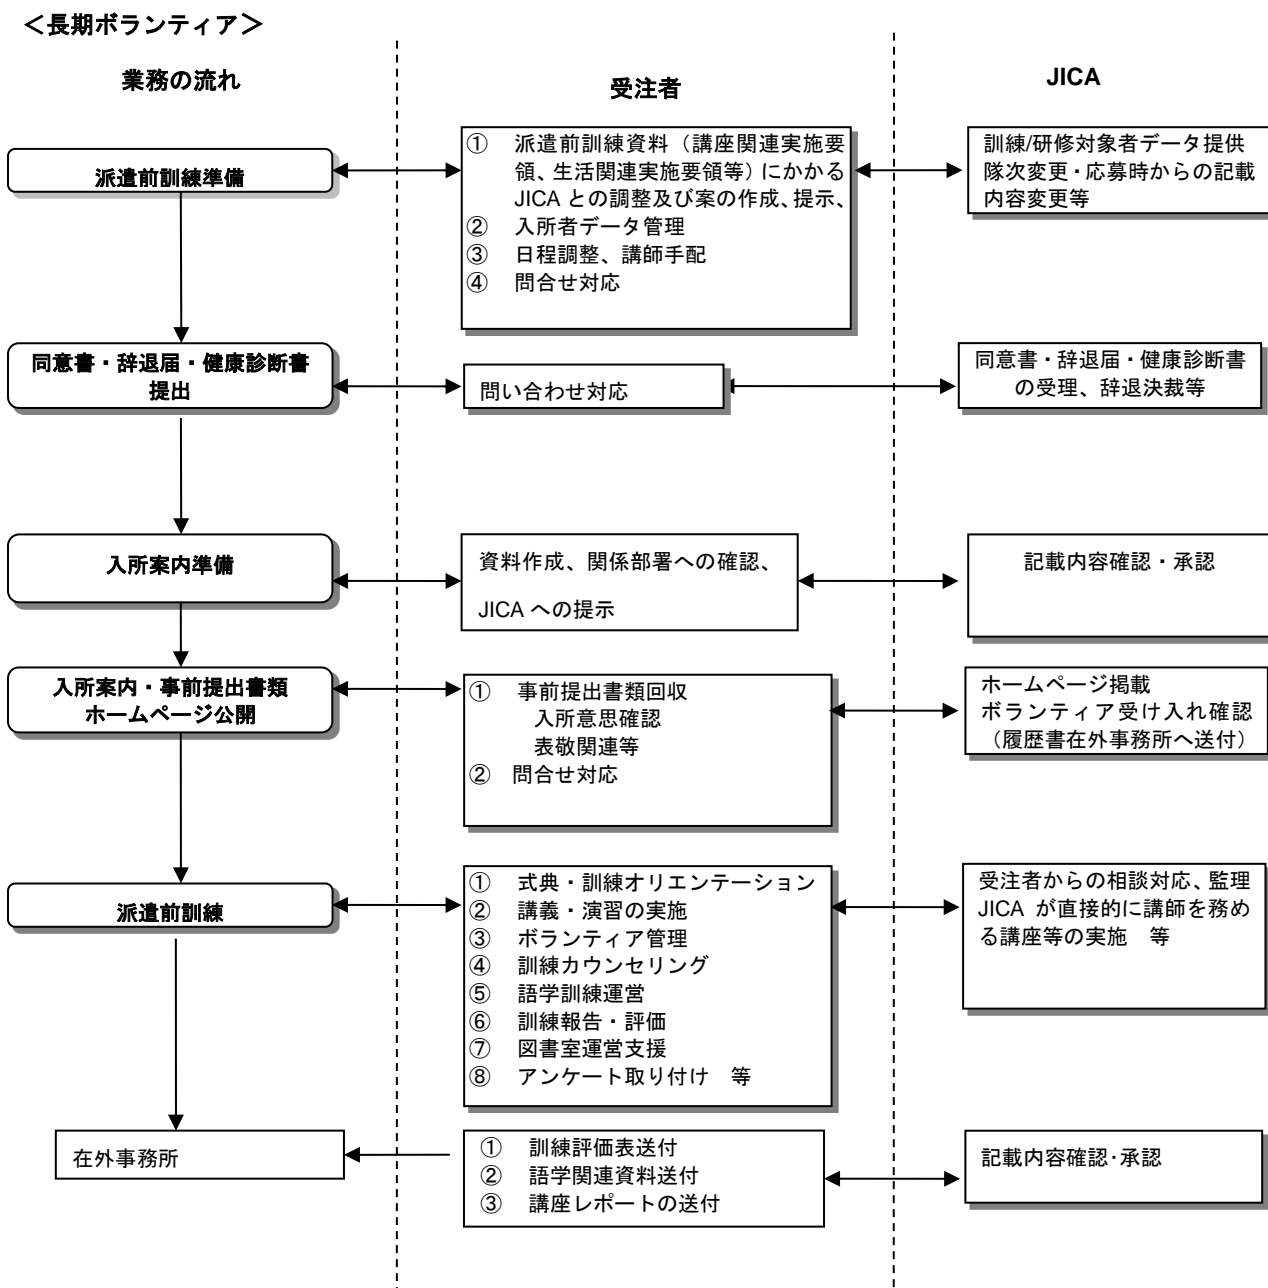 ＜長期ボランティア＞
業務の流れ
受注者
JICA
派遣前訓練準備
① 派遣前訓練資料（講座関連実施要
領、生活関連実施要領等）にかかる
JICA との調整及び案の作成、提示、
② 入所者データ管理
③ 日程調整、講師手配
④ 問合せ対応
訓練/研修対象者データ提供
隊次変更・応募時からの記載
内容変更等
同意書・辞退届・健康診断書
提出
問い合わせ対応
同意書・辞退届・健康診断書
の受理、辞退決裁等
入所案内準備
資料作成、関係部署への確認、
JICA への提示
記載内容確認・承認
入所案内・事前提出書類
ホームページ公開
① 事前提出書類回収
入所意思確認
表敬関連等
② 問合せ対応
ホームページ掲載
ボランティア受け入れ確認
（履歴書在外事務所へ送付）
派遣前訓練
① 式典・訓練オリエンテーション
② 講義・演習の実施
③ ボランティア管理
④ 訓練カウンセリング
⑤ 語学訓練運営
⑥ 訓練報告・評価
⑦ 図書室運営支援
⑧ アンケート取り付け　等
受注者からの相談対応、監理
JICA が直接的に講師を務め
る講座等の実施　等
在外事務所
① 訓練評価表送付
② 語学関連資料送付
③ 講座レポートの送付
記載内容確認･承認